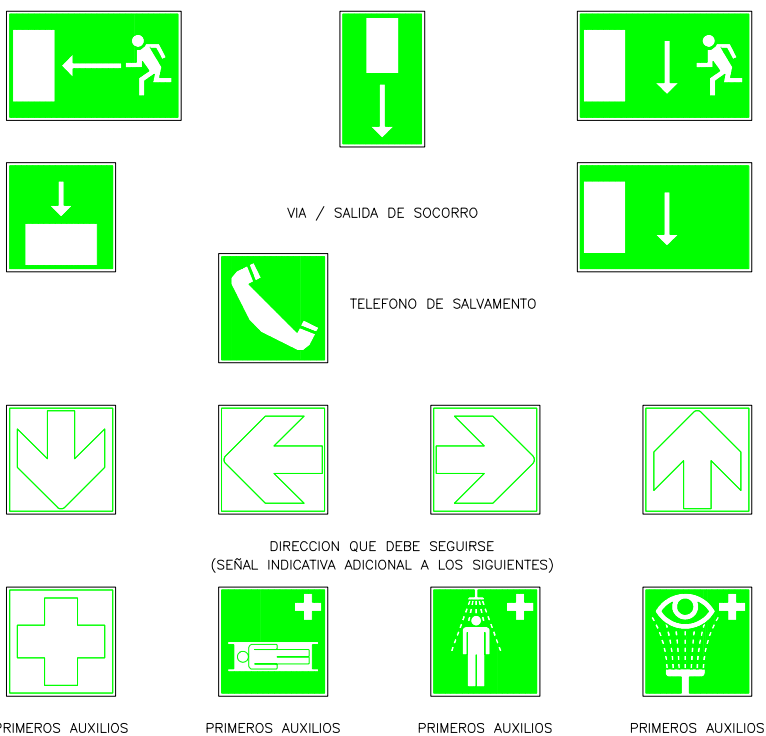 VIA / SALIDA DE SOCORRO
TELEFONO DE SALVAMENTO
DIRECCION QUE DEBE SEGUIRSE
(SEÑAL INDICATIVA ADICIONAL A LOS SIGUIENTES)
PRIMEROS AUXILIOS
PRIMEROS AUXILIOS
PRIMEROS AUXILIOS
PRIMEROS AUXILIOS